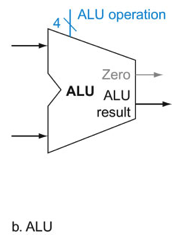 ALU operation
4
Zero
ALU ALU
result
b. ALU